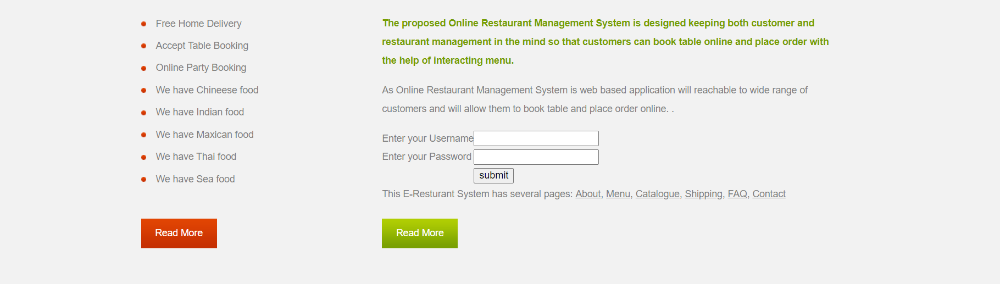 Free Home Delivery
Accept Table Booking
Online Party Booking
We have Chineese food
We have Indian food
We have Maxican food
We have Thai food
We have Sea food
Read More
The proposed Online Restaurant Management System is designed keeping both customer and
restaurant management in the mind so that customers can book table online and place order with
the help of interacting menu.
As Online Restaurant Management System is web based application will reachable to wide range of
customers and will allow them to book table and place order online. .
Enter your Username
Enter your Password
submit
This E-Resturant System has several pages: About, Menu, Catalogue, Shipping, FAQ, Contact
Read More